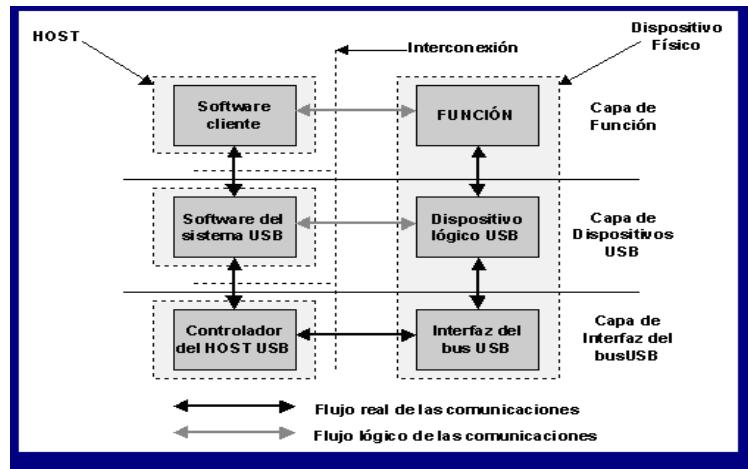 HOST
Interconexión
Dispositivo
Físico
Software
cliente
FUNCIÓN
Capa de
Función
Software del
sistema USB
Dispositivo
lógico USB
Capa de
Dispositivos
USB
Controlador
del HOST USB
Interfaz del
bus USB
Capa de
Interfaz del
busUSB
Flujo real de las comunicaciones
Flujo lógico de las comunicaciones